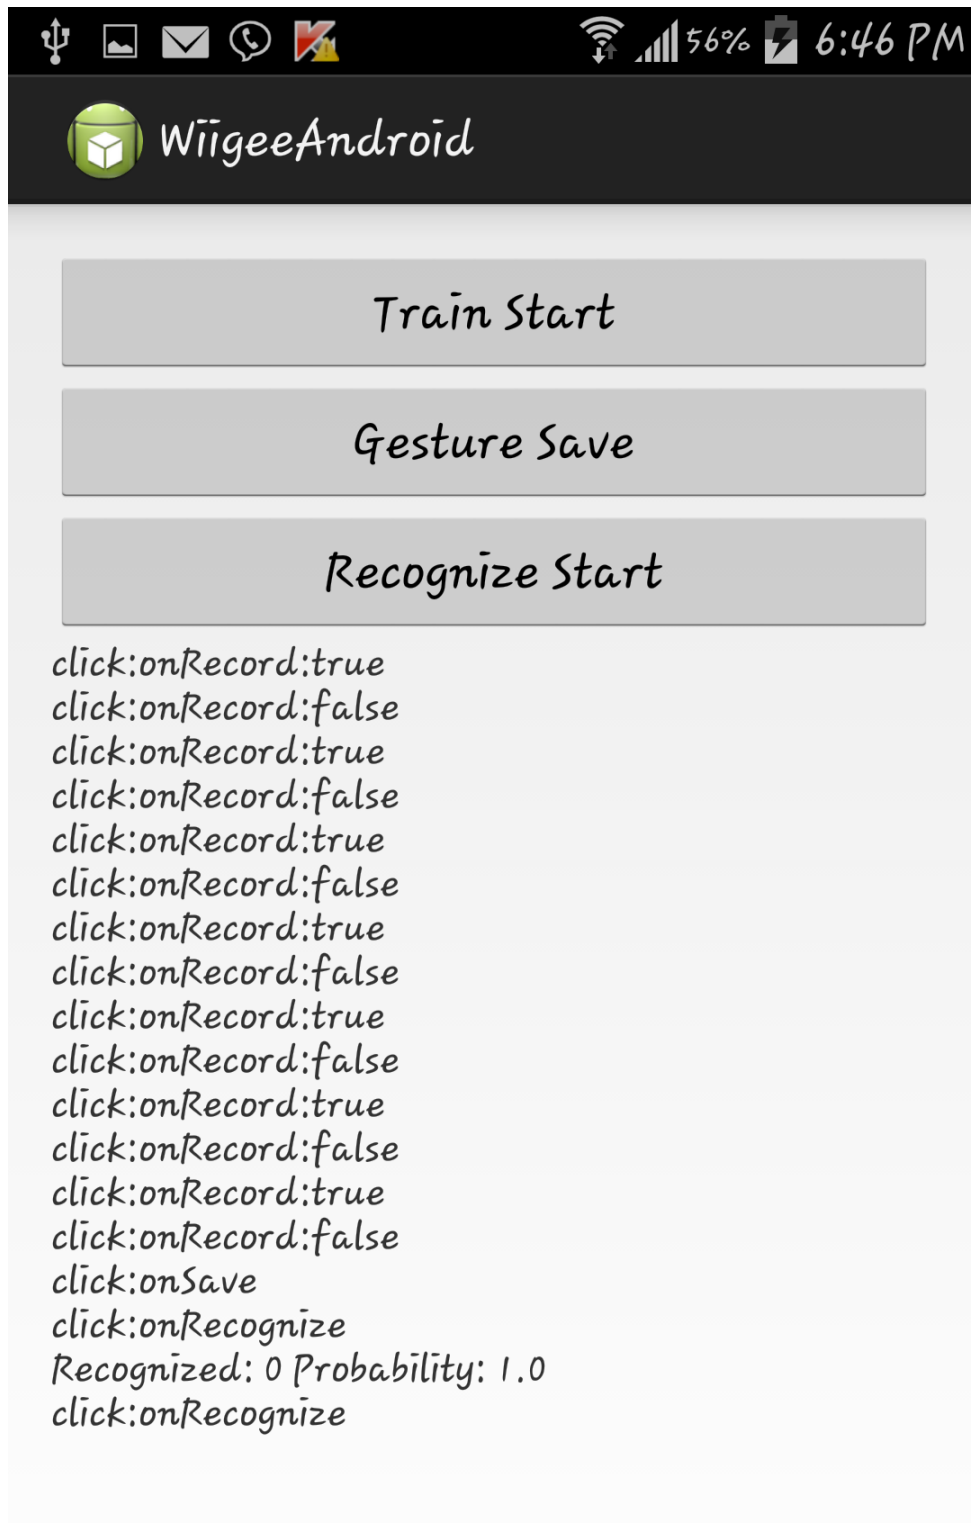 56% 6:46 PM
WiigeeAndroid
Train Start
Gesture Save
Recognize Start
click:onRecord:true
click:onRecord:false
click:onRecord:true
click:onRecord:false
click:onRecord:true
click:onRecord:false
click:onRecord:true
click:onRecord:false
click:onRecord:true
click:onRecord:false
click:onRecord:true
click:onRecord:false
click:onRecord:true
click:onRecord:false
click:onSave
click:onRecognize
Recognized: 0 Probability: 1.0
click:onRecognize